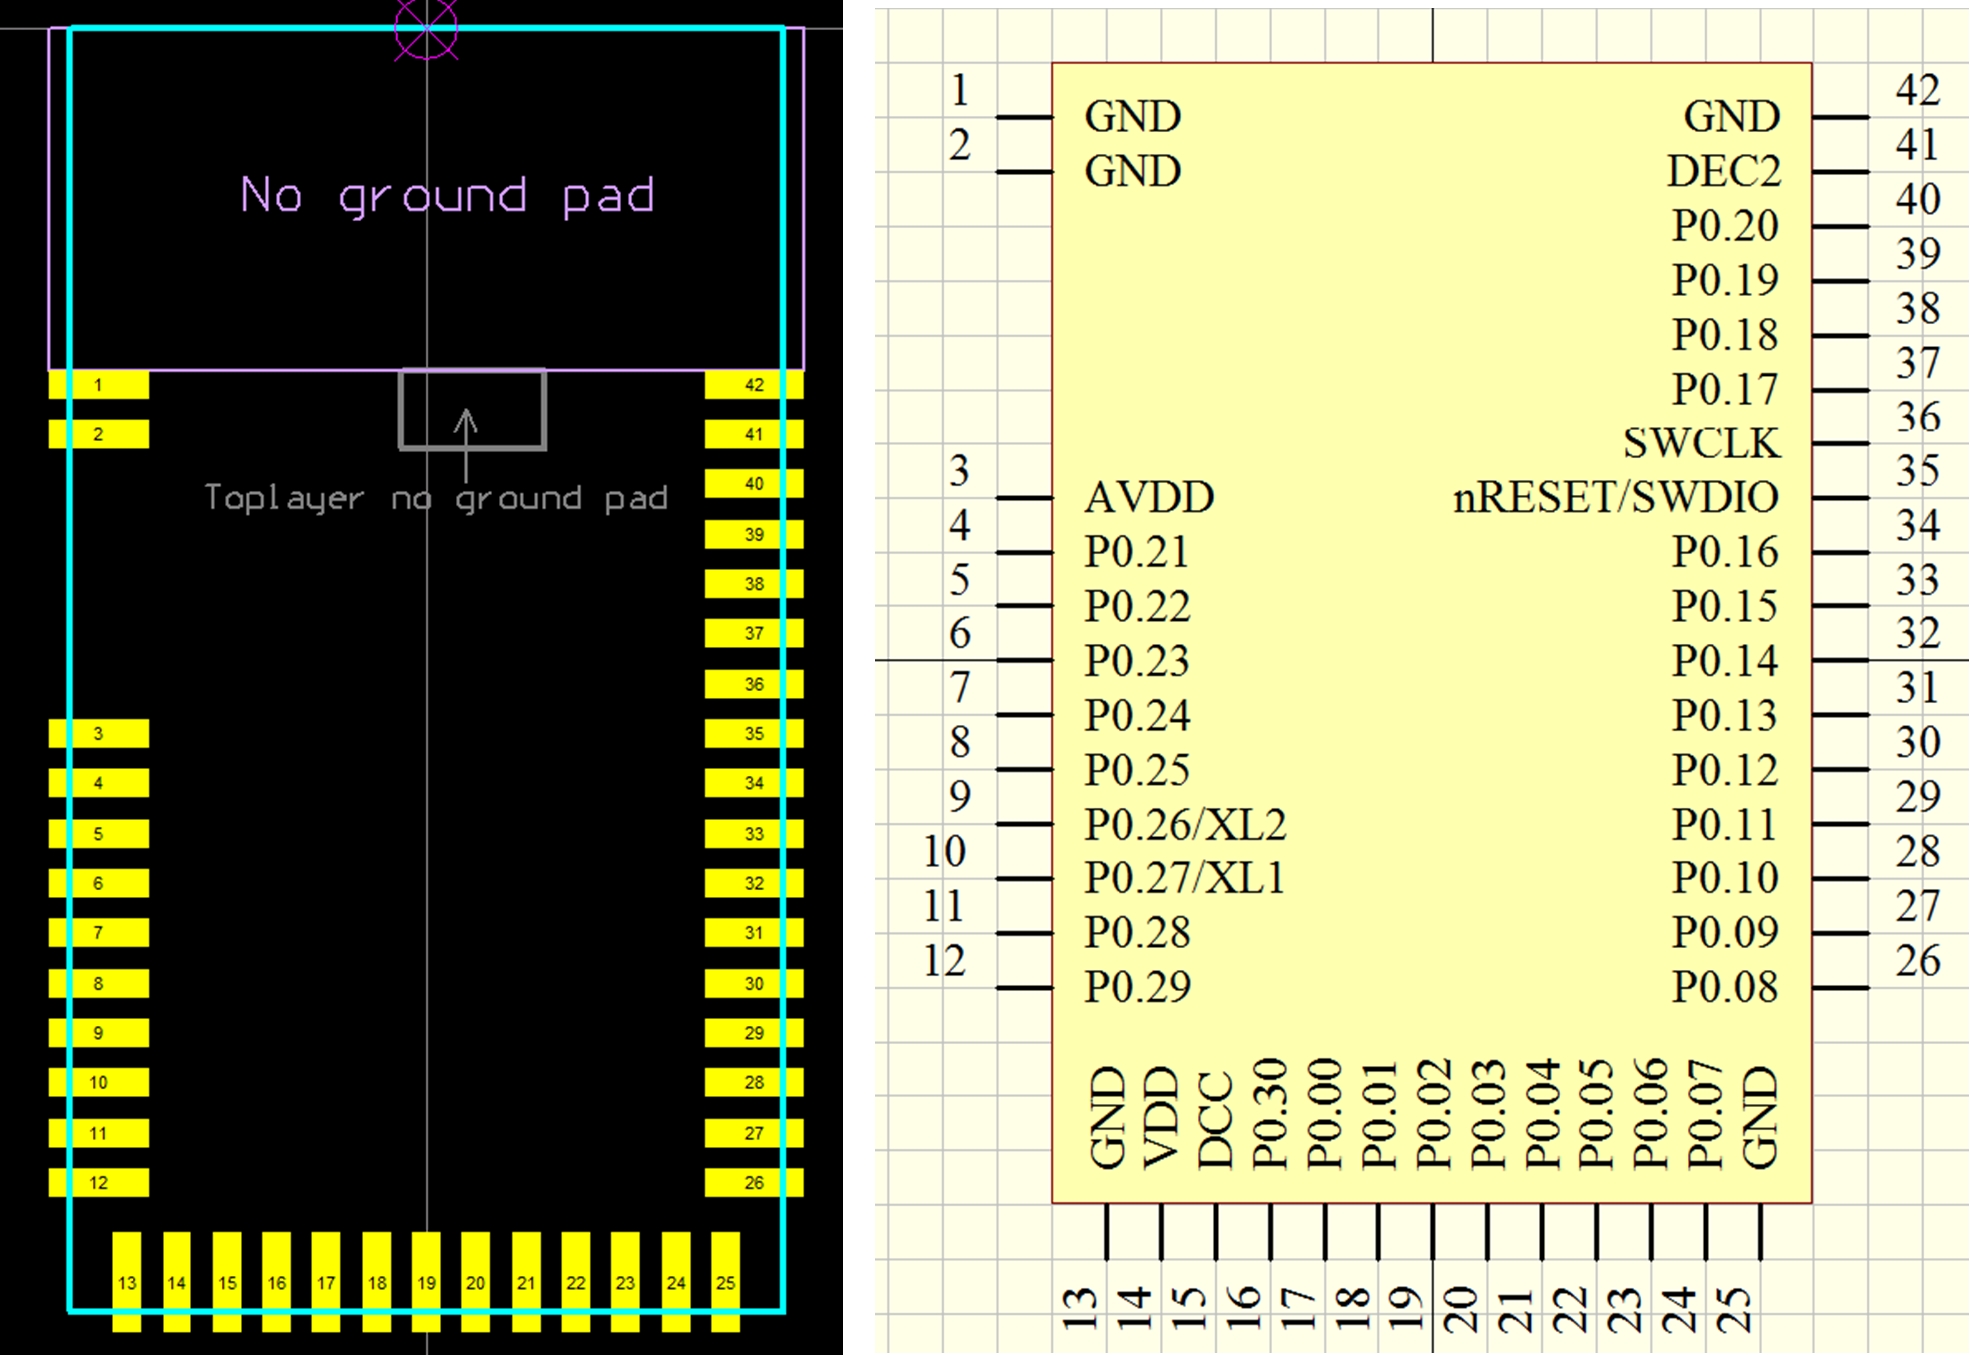 No ground pad
1 42
2 41
Toplayer no ground pad
40
39
38
37
36
3 35
4 34
5 33
6 32
7 31
8 30
9 29
10 28
11 27
12 26
13 14 15 16 17 18 19 20 21 22 23 24 25
1 GND GND 42
2 GND DEC2 41
P0.20 40
P0.19 39
P0.18 38
P0.17 37
SWCLK 36
3 AVDD nRESET/SWDIO 35
4 P0.21 P0.16 34
5 P0.22 P0.15 33
6 P0.23 P0.14 32
7 P0.24 P0.13 31
8 P0.25 P0.12 30
9 P0.26/XL2 P0.11 29
10 P0.27/XL1 P0.10 28
11 P0.28 P0.09 27
12 P0.29 P0.08 26
GND VDD DCC P0.30 P0.00 P0.01 P0.02 P0.03 P0.04 P0.05 P0.06 P0.07 GND
13 14 15 16 17 18 19 20 21 22 23 24 25